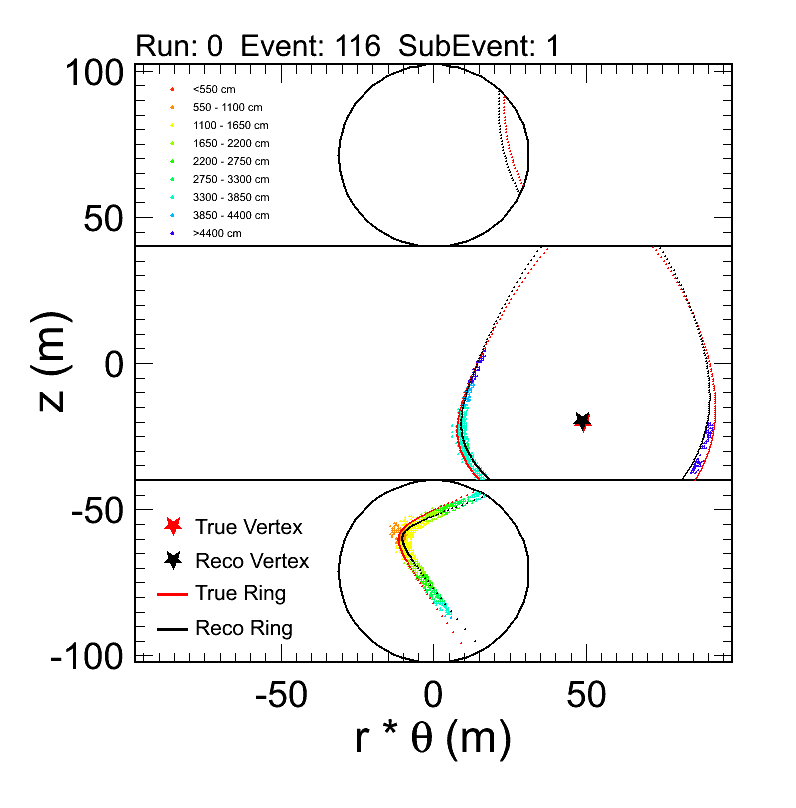 Run: 0 Event: 116 SubEvent: 1
100
<550 cm
550 - 1100 cm
1100 - 1650 cm
1650 - 2200 cm
2200 - 2750 cm
2750 - 3300 cm
3300 - 3850 cm
3850 - 4400 cm
>4400 cm
50
0
z (m)
-50
True Vertex
Reco Vertex
True Ring
Reco Ring
-100
-50 0 50
r * θ (m)